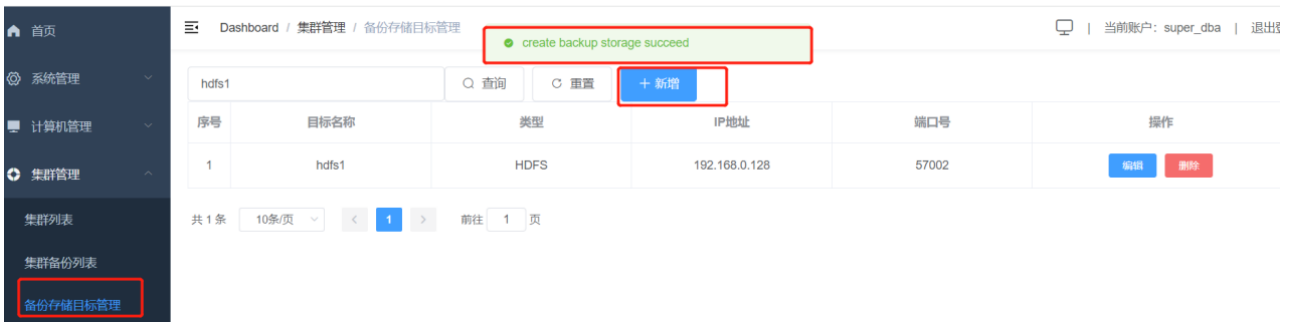 首页
系统管理
计算机管理
集群管理
集群列表
集群备份列表
备份存储目标管理
Dashboard / 集群管理 / 备份存储目标管理
create backup storage succeed
| 当前账户：super_dba | 退出
hdfs1 查询 重置 + 新增
序号 目标名称 类型 IP地址 端口号 操作
1 hdfs1 HDFS 192.168.0.128 57002 编辑 删除
共 1 条 10条/页 < 1 > 前往 1 页